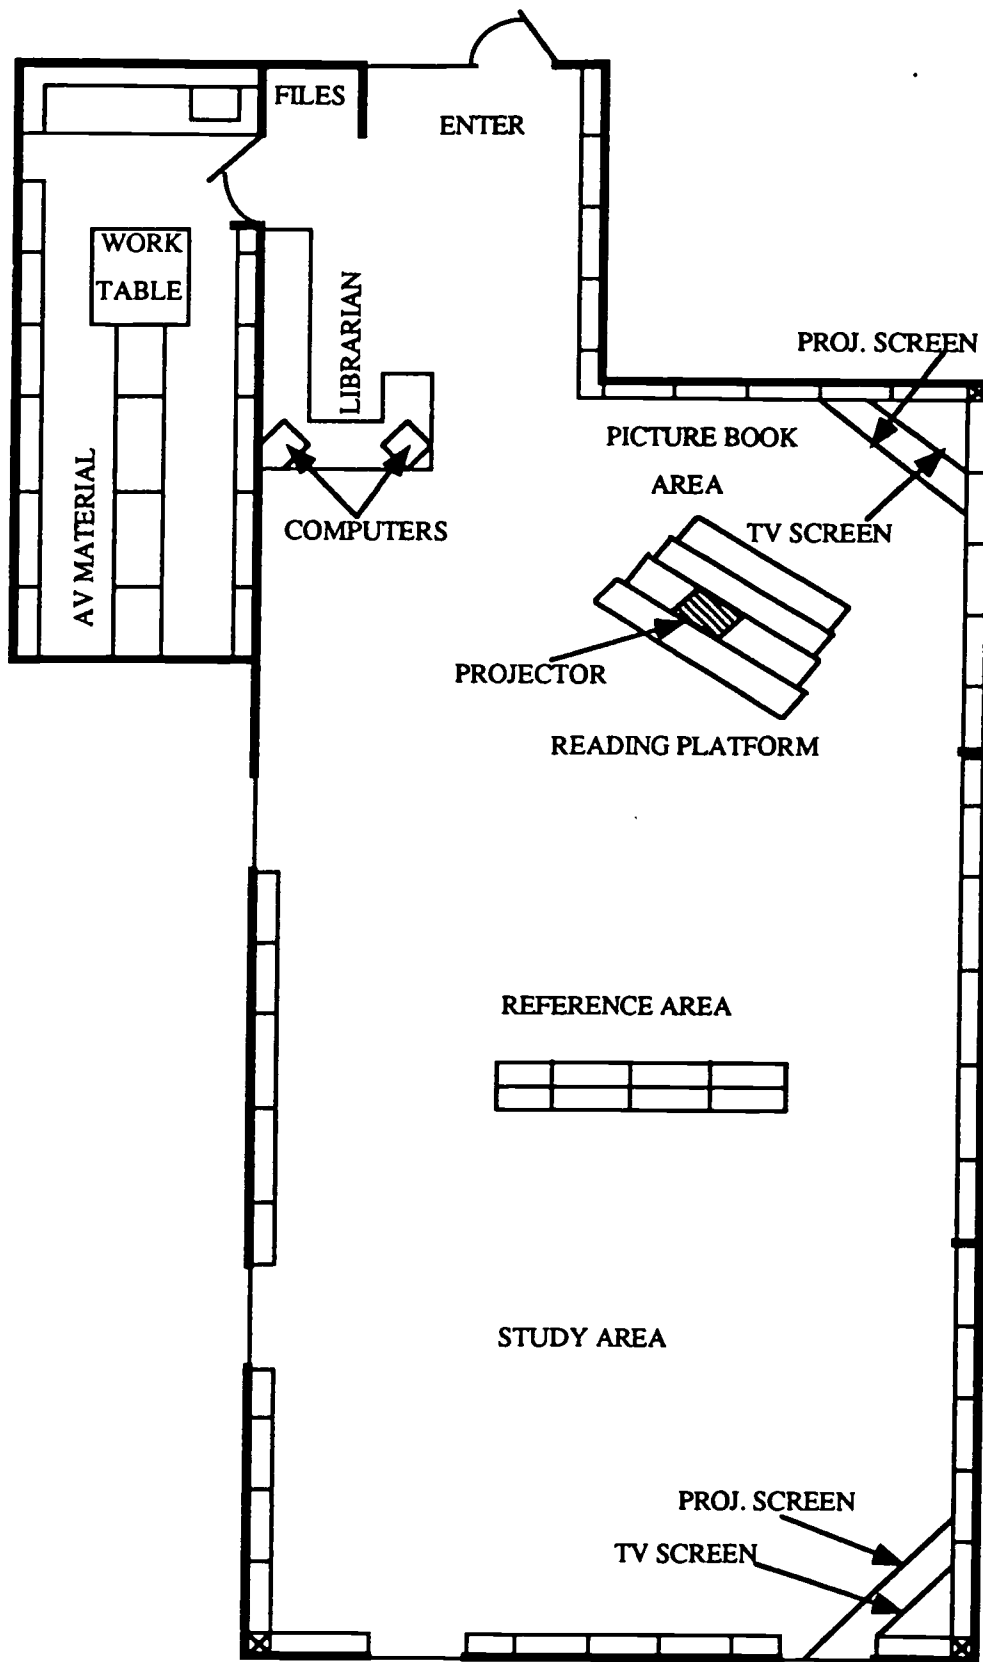 FILES
ENTER
WORK
TABLE
LIBRARIAN
PROJ. SCREEN
PICTURE BOOK
AREA
TV SCREEN
COMPUTERS
AV MATERIAL
PROJECTOR
READING PLATFORM
REFERENCE AREA
STUDY AREA
PROJ. SCREEN
TV SCREEN